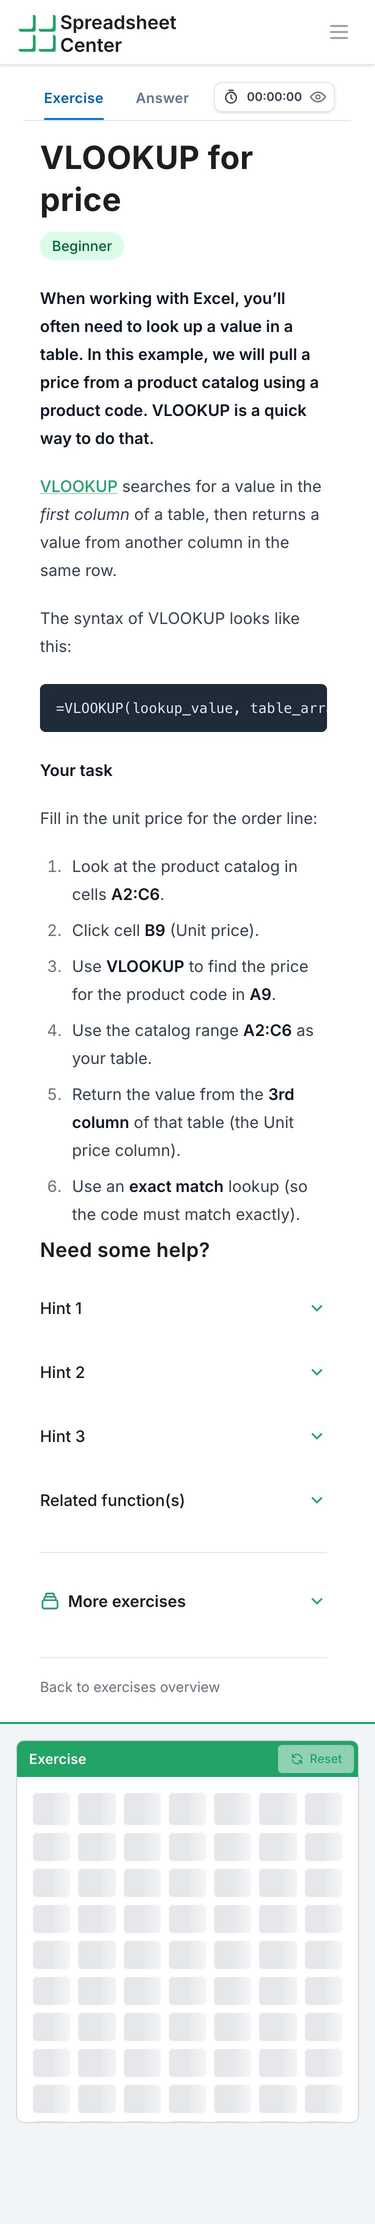 Spreadsheet
Center
Exercise
Answer
00:00:00
VLOOKUP for
price
Beginner
When working with Excel, you’ll
often need to look up a value in a
table. In this example, we will pull a
price from a product catalog using a
product code. VLOOKUP is a quick
way to do that.
VLOOKUP searches for a value in the
first column of a table, then returns a
value from another column in the
same row.
The syntax of VLOOKUP looks like
this:
=VLOOKUP(lookup_value, table_arr
Your task
Fill in the unit price for the order line:
1. Look at the product catalog in
cells A2:C6.
2. Click cell B9 (Unit price).
3. Use VLOOKUP to find the price
for the product code in A9.
4. Use the catalog range A2:C6 as
your table.
5. Return the value from the 3rd
column of that table (the Unit
price column).
6. Use an exact match lookup (so
the code must match exactly).
Need some help?
Hint 1
Hint 2
Hint 3
Related function(s)
More exercises
Back to exercises overview
Exercise
Reset